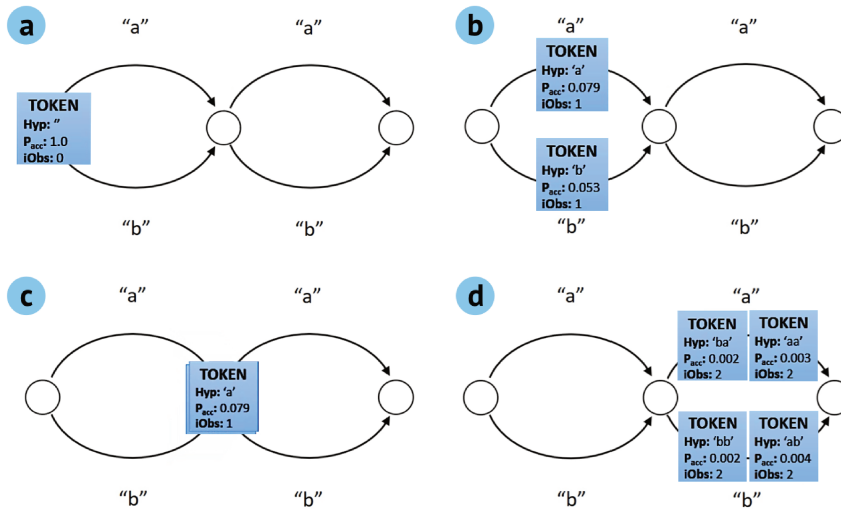 a
“a” “a”
TOKEN
Hyp: ’’
Pacc: 1.0
iObs: 0
“b” “b”
b
“a” “a”
TOKEN
Hyp: ‘a’
Pacc: 0.079
iObs: 1
TOKEN
Hyp: ‘b’
Pacc: 0.053
iObs: 1
“b” “b”
c
“a” “a”
TOKEN
Hyp: ‘a’
Pacc: 0.079
iObs: 1
“b” “b”
d
“a” “a”
TOKEN
Hyp: ‘ba’
Pacc: 0.002
iObs: 2
TOKEN
Hyp: ‘aa’
Pacc: 0.003
iObs: 2
TOKEN
Hyp: ‘bb’
Pacc: 0.002
iObs: 2
TOKEN
Hyp: ‘ab’
Pacc: 0.004
iObs: 2
“b” “b”